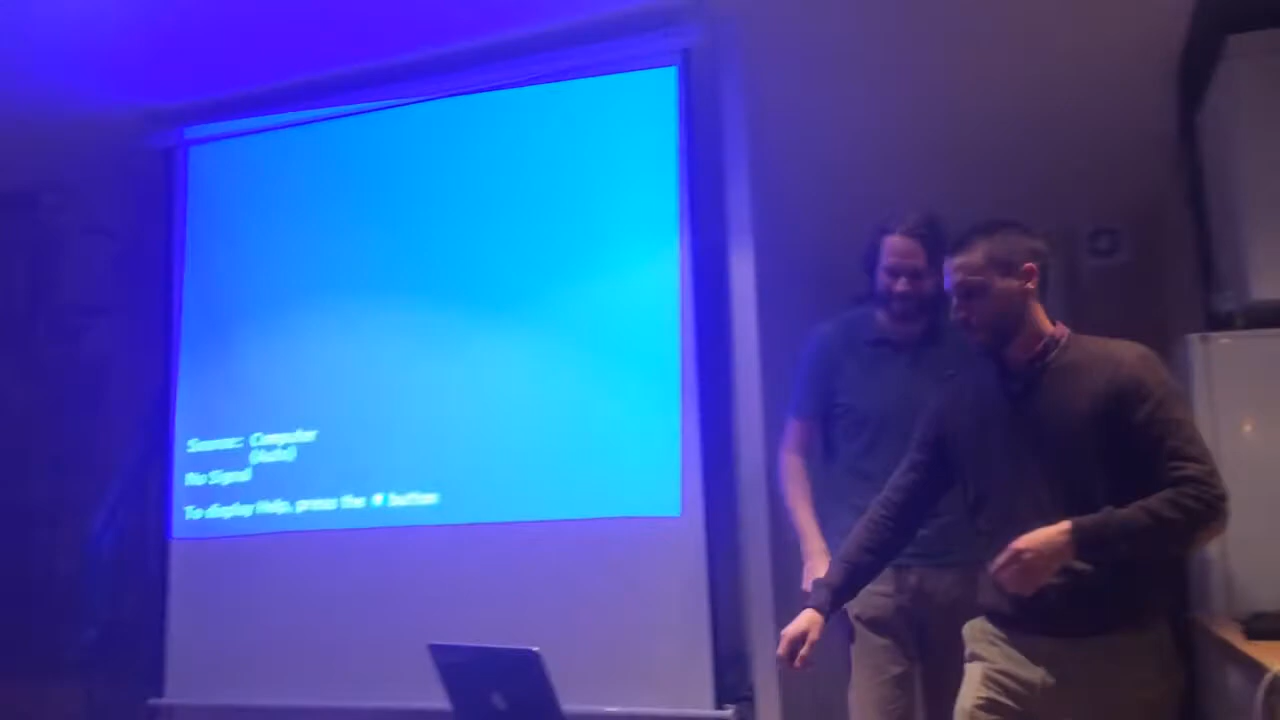 Source: Computer
(Auto)
No Signal
To display Help, press the ? button